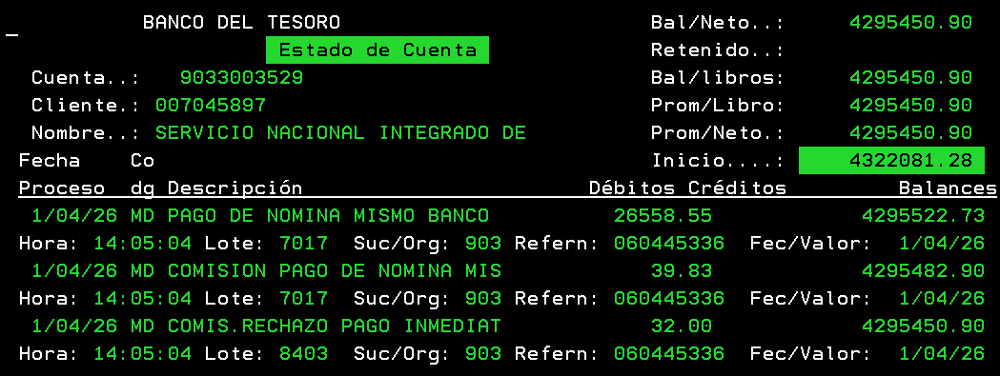 BANCO DEL TESORO Bal/Neto..: 4295450.90
Estado de Cuenta Retenido..:
Cuenta..: 9033003529 Bal/libros: 4295450.90
Cliente.: 007045897 Prom/Libro: 4295450.90
Nombre..: SERVICIO NACIONAL INTEGRADO DE Prom/Neto.: 4295450.90
Fecha Co Inicio....: 4322081.28
Proceso dg Descripción Débitos Créditos Balances
1/04/26 MD PAGO DE NOMINA MISMO BANCO 26558.55 4295522.73
Hora: 14:05:04 Lote: 7017 Suc/Org: 903 Refern: 060445336 Fec/Valor: 1/04/26
1/04/26 MD COMISION PAGO DE NOMINA MIS 39.83 4295482.90
Hora: 14:05:04 Lote: 7017 Suc/Org: 903 Refern: 060445336 Fec/Valor: 1/04/26
1/04/26 MD COMIS.RECHAZO PAGO INMEDIAT 32.00 4295450.90
Hora: 14:05:04 Lote: 8403 Suc/Org: 903 Refern: 060445336 Fec/Valor: 1/04/26